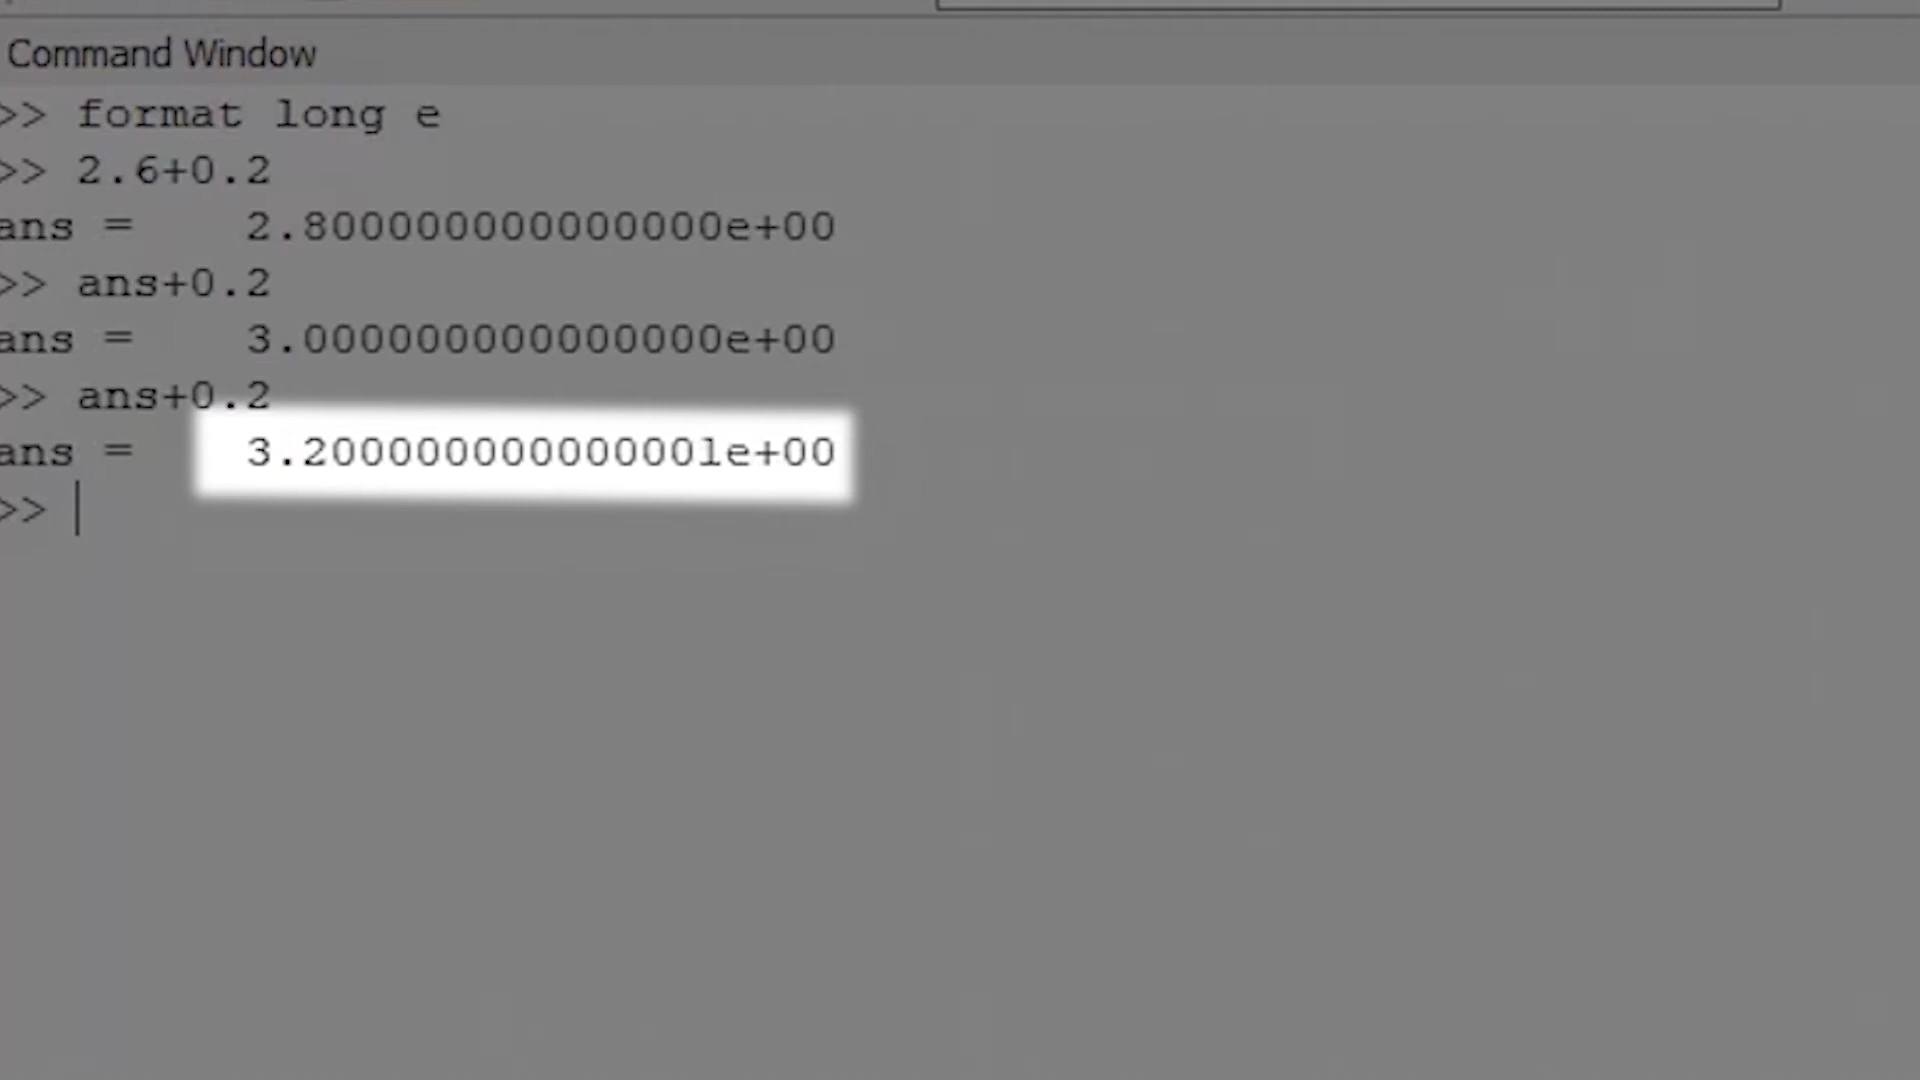 Command Window
>> format long e
>> 2.6+0.2
ans = 2.800000000000000e+00
>> ans+0.2
ans = 3.000000000000000e+00
>> ans+0.2
ans = 3.200000000000001e+00
>>